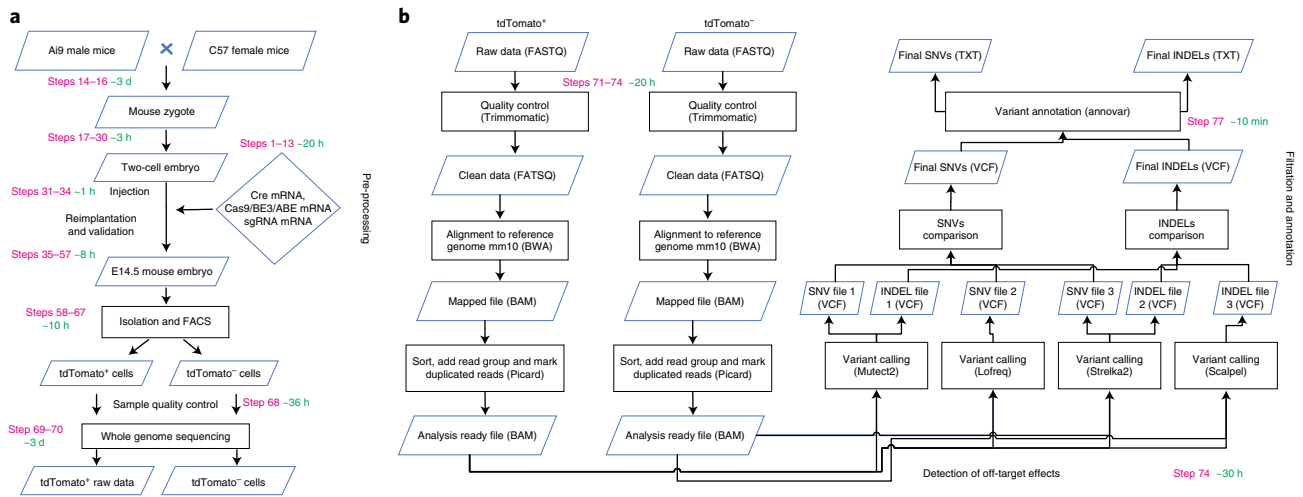 a
Ai9 male mice
C57 female mice
Steps 14–16 ~3 d
Mouse zygote
Steps 17–30 ~3 h
Steps 1–13 ~20 h
Two-cell embryo
Steps 31–34 ~1 h
Injection
Cre mRNA,
Cas9/BE3/ABE mRNA
sgRNA mRNA
Reimplantation
and validation
Steps 35–57 ~8 h
E14.5 mouse embryo
Steps 58–67
~10 h
Isolation and FACS
tdTomato⁺ cells
tdTomato⁻ cells
Sample quality control
Step 68 ~36 h
Step 69–70
~3 d
Whole genome sequencing
tdTomato⁺ raw data
tdTomato⁻ cells
Pre-processing
b
tdTomato⁺
tdTomato⁻
Raw data (FASTQ)
Raw data (FASTQ)
Steps 71–74 ~20 h
Quality control
(Trimmomatic)
Quality control
(Trimmomatic)
Clean data (FATSQ)
Clean data (FATSQ)
Alignment to reference
genome mm10 (BWA)
Alignment to reference
genome mm10 (BWA)
Mapped file (BAM)
Mapped file (BAM)
Sort, add read group and mark
duplicated reads (Picard)
Sort, add read group and mark
duplicated reads (Picard)
Analysis ready file (BAM)
Analysis ready file (BAM)
Final SNVs (TXT)
Final INDELs (TXT)
Variant annotation (annovar)
Step 77 ~10 min
Final SNVs (VCF)
Final INDELs (VCF)
SNVs
comparison
INDELs
comparison
SNV file 1
(VCF)
INDEL file
1 (VCF)
SNV file 2
(VCF)
SNV file 3
(VCF)
INDEL file
2 (VCF)
INDEL file
3 (VCF)
Variant calling
(Mutect2)
Variant calling
(Lofreq)
Variant calling
(Strelka2)
Variant calling
(Scalpel)
Detection of off-target effects
Step 74 ~30 h
Filtration and annotation